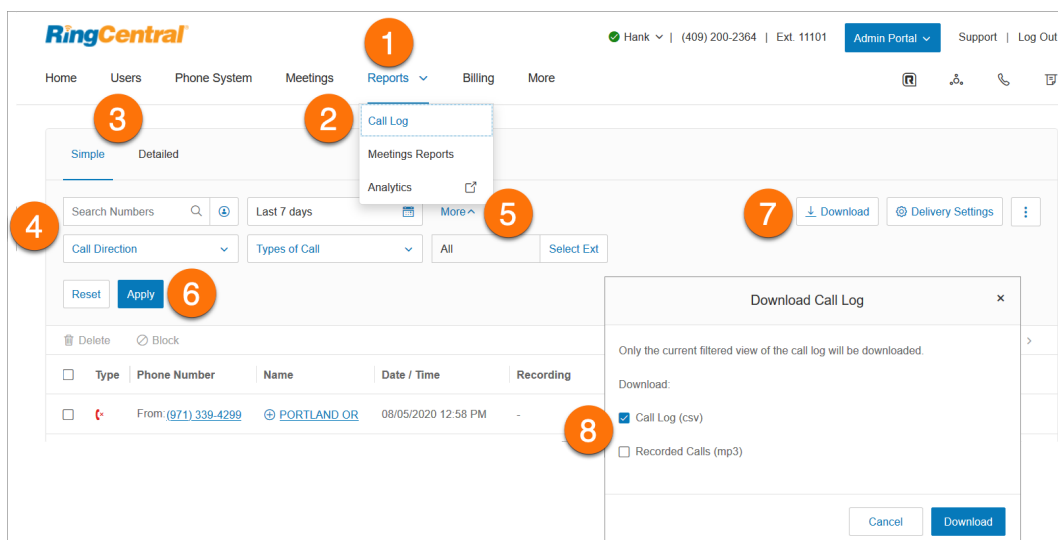 RingCentral
1
Hank | (409) 200-2364 | Ext. 11101 Admin Portal Support | Log Out
Home Users Phone System Meetings Reports Billing More
3
2
Call Log
Simple Detailed
Meetings Reports
Analytics
4
Search Numbers Last 7 days More 5
7
Download Delivery Settings
Call Direction Types of Call All Select Ext
Reset Apply 6
Download Call Log ×
Delete Block
Only the current filtered view of the call log will be downloaded.
Type Phone Number Name Date / Time Recording
Download:
From: (971) 339-4299 PORTLAND OR 08/05/2020 12:58 PM -
8
Call Log (csv)
Recorded Calls (mp3)
Cancel Download